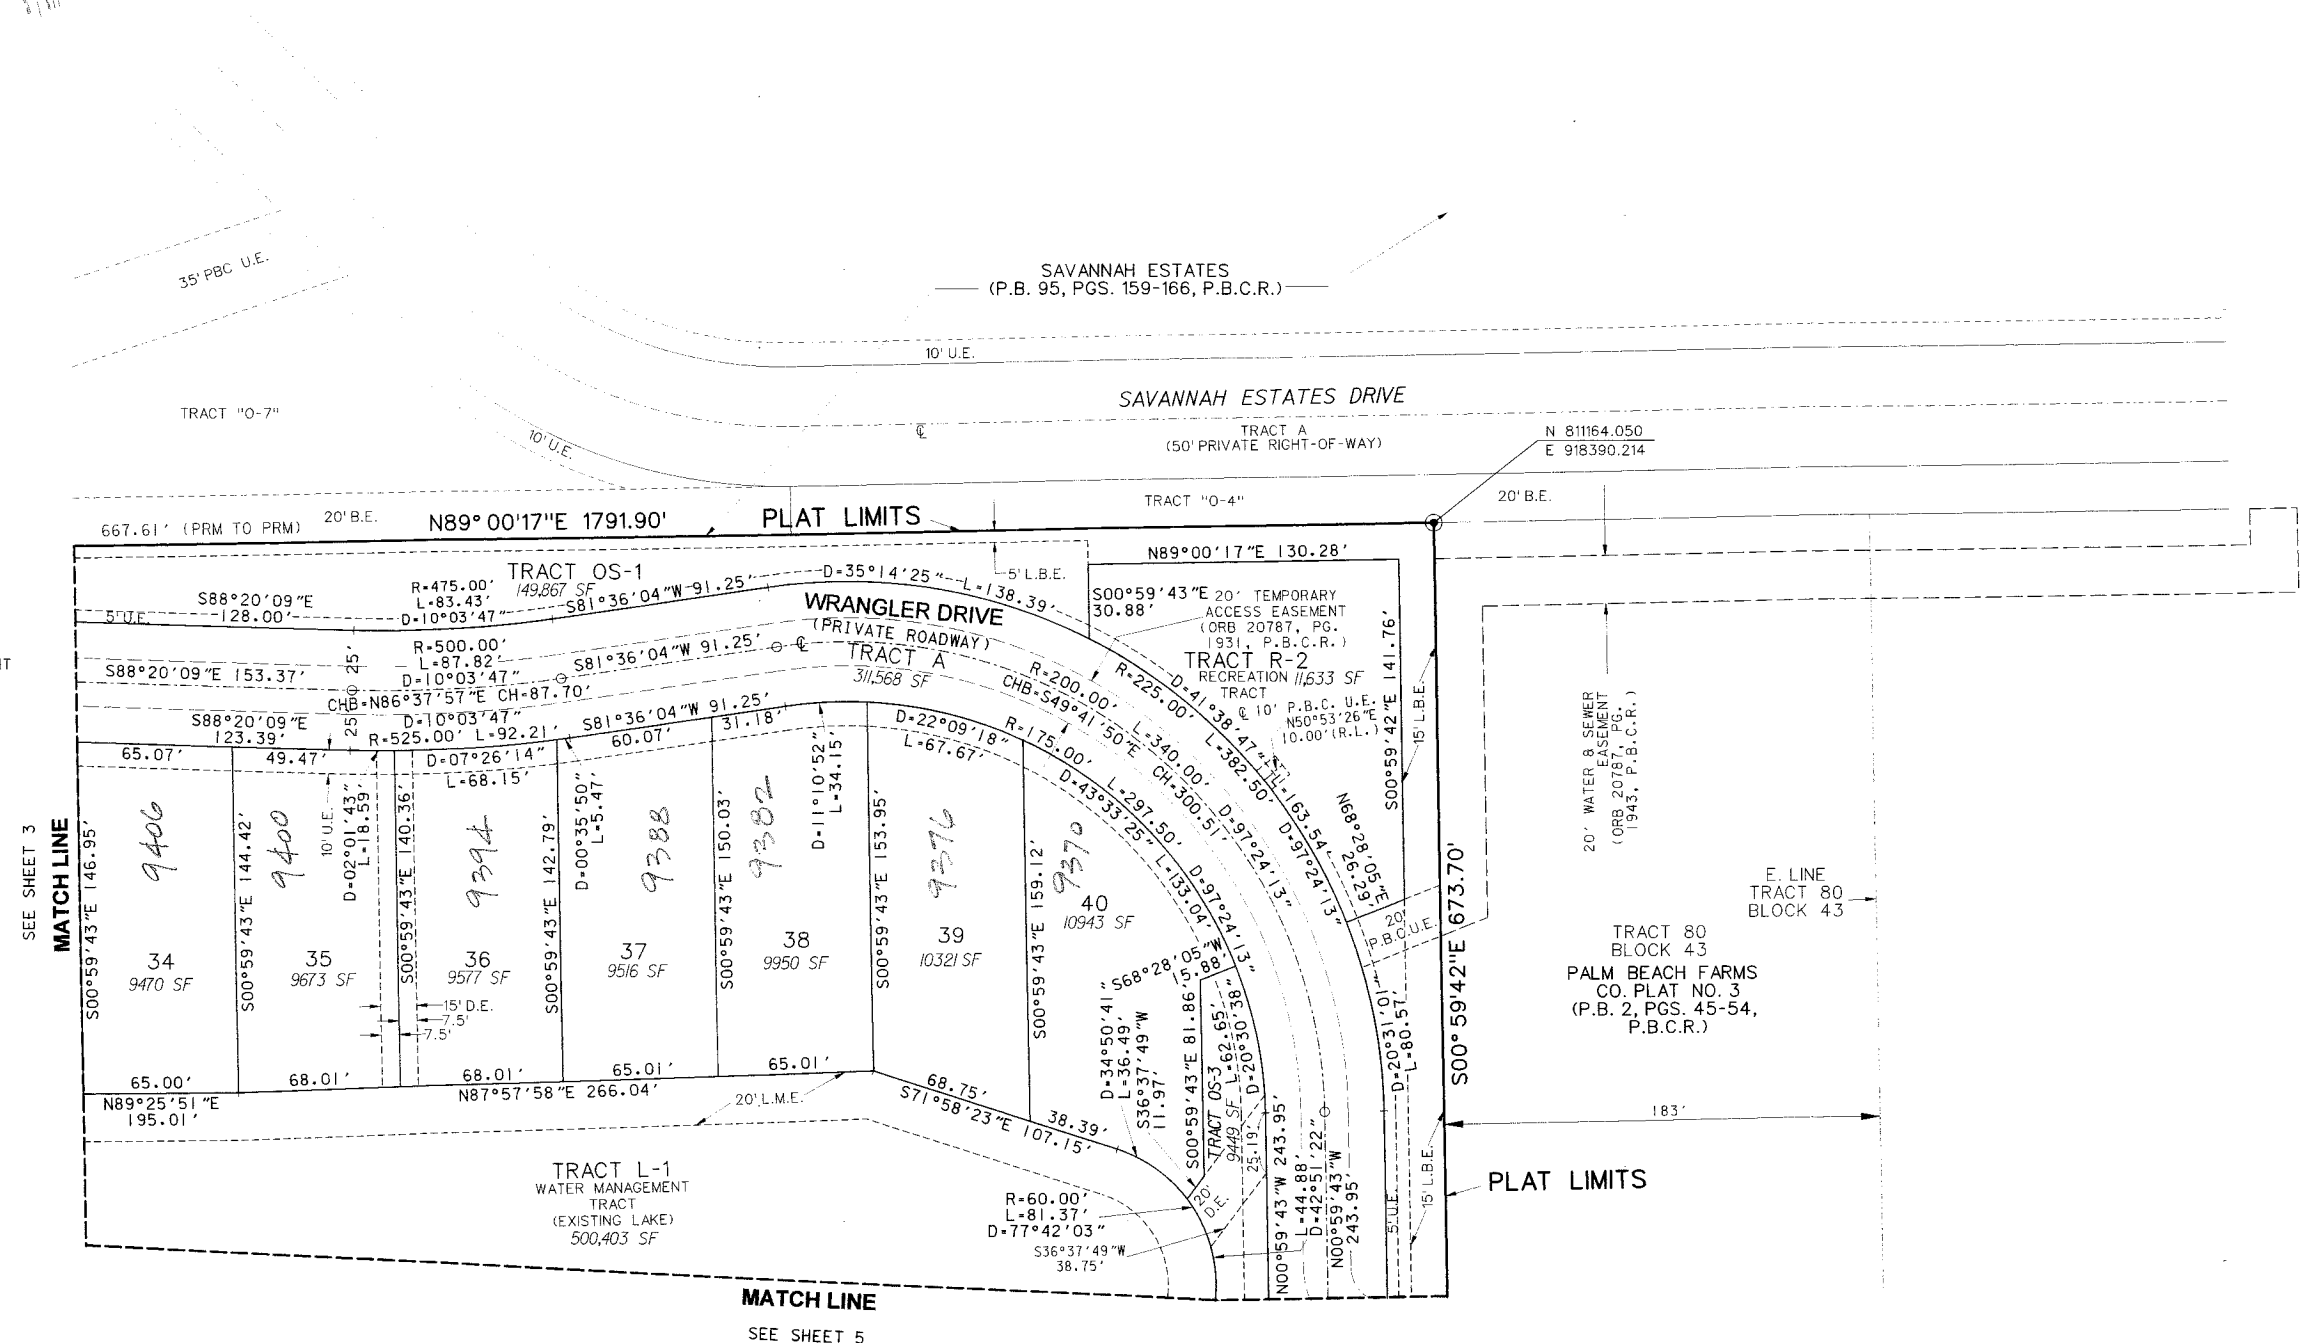 35' PBC U.E.
SAVANNAH ESTATES
(P.B. 95, PGS. 159-166, P.B.C.R.)
10' U.E.
SAVANNAH ESTATES DRIVE
TRACT "O-7"
10' U.E.
℄
TRACT A
(50' PRIVATE RIGHT-OF-WAY)
N 811164.050
E 918390.214
TRACT "O-4"
20' B.E.
667.61' (PRM TO PRM)
20' B.E.
N89°00'17"E 1791.90'
PLAT LIMITS
TRACT OS-1
149,867 SF
5' L.B.E.
N89°00'17"E 130.28'
S88°20'09"E
128.00'
5' U.E.
R=475.00'
L=83.43'
D=10°03'47"
S81°36'04"W 91.25'
D=35°14'25"
L=138.39'
WRANGLER DRIVE
(PRIVATE ROADWAY)
TRACT A
311,568 SF
S00°59'43"E
30.88'
20' TEMPORARY
ACCESS EASEMENT
(ORB 20787, PG.
1931, P.B.C.R.)
TRACT R-2
RECREATION 11,633 SF
TRACT
℄ 10' P.B.C. U.E.
N50°53'26"E
10.00' (R.L.)
S00°59'42"E 141.76'
15' L.B.E.
S88°20'09"E 153.37'
25'
25'
R=500.00'
L=87.82'
D=10°03'47"
CHB=N86°37'57"E CH=87.70'
S81°36'04"W 91.25'
℄
S88°20'09"E
123.39'
D=10°03'47"
R=525.00' L=92.21'
S81°36'04"W 91.25'
R=200.00'
CHB=S49°41'50"E
L=340.00'
CH=300.51'
D=97°24'13"
R=225.00'
L=382.50'
D=97°24'13"
D=41°38'47"
L=163.54'
R=175.00'
L=297.50'
D=97°24'13"
N68°28'05"E
26.29'
20'
P.B.C.U.E.
65.07'
49.47'
D=07°26'14"
L=68.15'
60.07'
31.18'
D=22°09'18"
L=67.67'
D=43°33'25"
L=133.04'
SEE SHEET 3
MATCH LINE
S00°59'43"E 146.95'
9406
34
9470 SF
65.00'
S00°59'43"E 144.42'
9400
10' U.E.
D=02°01'43"
L=18.59'
35
9673 SF
68.01'
S00°59'43"E 140.36'
15' D.E.
7.5'
7.5'
9394
36
9577 SF
68.01'
S00°59'43"E 142.79'
D=00°35'50"
L=5.47'
9388
37
9516 SF
65.01'
S00°59'43"E 150.03'
9382
D=11°10'52"
L=34.15'
38
9950 SF
65.01'
S00°59'43"E 153.95'
9376
39
10321 SF
68.75'
S00°59'43"E 159.12'
9370
40
10943 SF
38.39'
N89°25'51"E
195.01'
N87°57'58"E 266.04'
20' L.M.E.
S71°58'23"E 107.15'
S68°28'05"W
15.88'
D=34°50'41"
L=36.49'
S36°37'49"W
11.97'
S00°59'43"E 81.86'
TRACT OS-3
9449 SF
L=62.65'
D=20°30'38"
25.19'
20'
D.E.
R=60.00'
L=81.37'
D=77°42'03"
S36°37'49"W
38.75'
N00°59'43"W 243.95'
L=44.88'
D=42°51'22"
N00°59'43"W
243.95'
D=20°31'01"
L=80.57'
5' U.E.
15' L.B.E.
S00°59'42"E 673.70'
183'
PLAT LIMITS
20' WATER & SEWER
EASEMENT
(ORB 20787, PG.
1943, P.B.C.R.)
E. LINE
TRACT 80
BLOCK 43
TRACT 80
BLOCK 43
PALM BEACH FARMS
CO. PLAT NO. 3
(P.B. 2, PGS. 45-54,
P.B.C.R.)
TRACT L-1
WATER MANAGEMENT
TRACT
(EXISTING LAKE)
500,403 SF
MATCH LINE
SEE SHEET 5